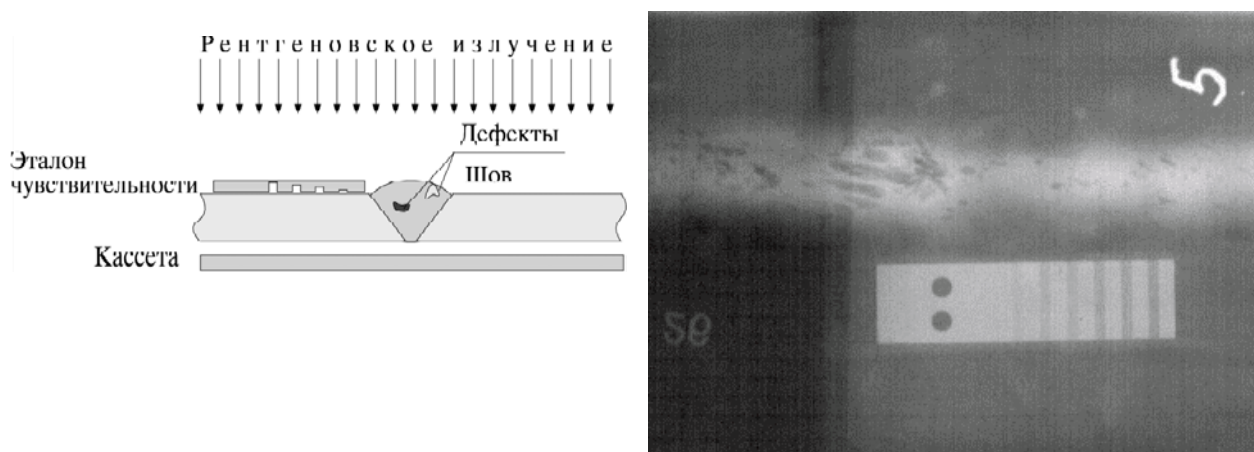 Рентгеновское излучение
Дефекты
Эталон
чувствительности
Шов
Кассета
5